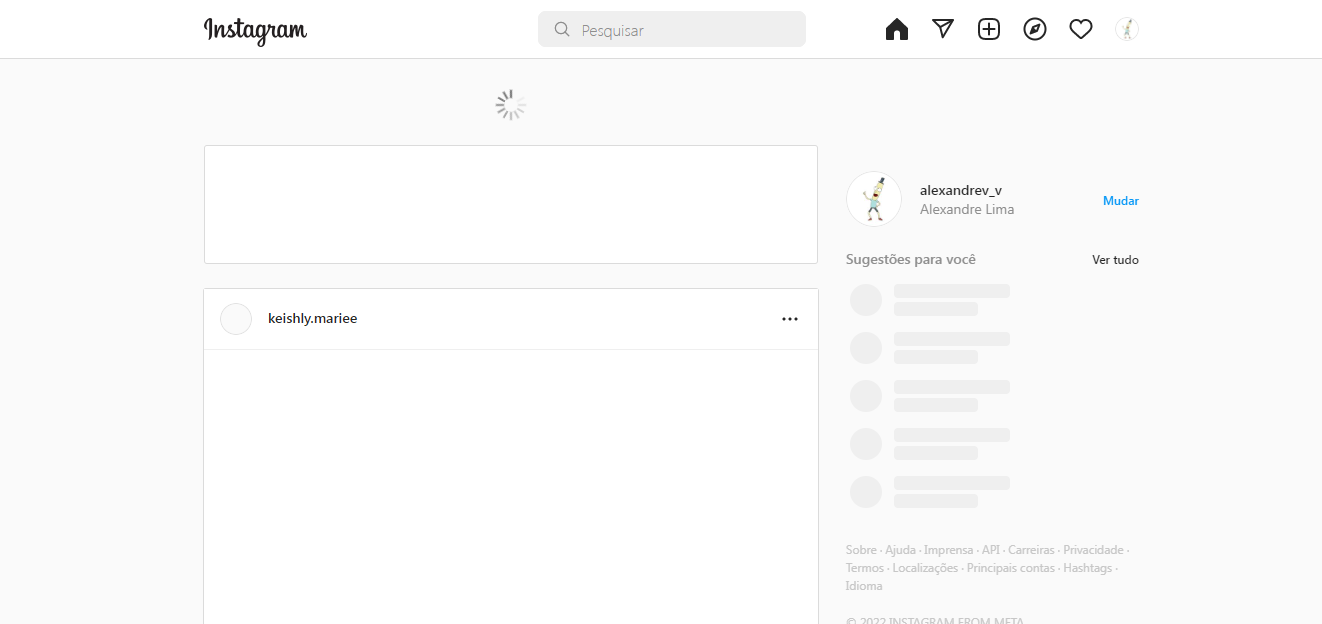 Instagram
Pesquisar
alexandrev_v
Alexandre Lima
Mudar
Sugestões para você
Ver tudo
keishly.mariee
Sobre · Ajuda · Imprensa · API · Carreiras · Privacidade ·
Termos · Localizações · Principais contas · Hashtags ·
Idioma
© 2022 INSTAGRAM FROM META